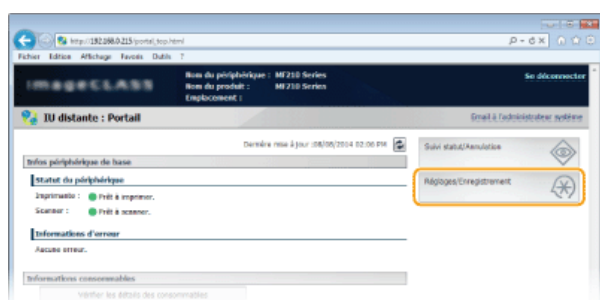 http://192.168.0.215/portal_top.html
Fichier Edition Affichage Favoris Outils ?
imageCLASS
Nom du périphérique : MF210 Series
Nom du produit : MF210 Series
Emplacement :
Se déconnecter
IU distante : Portail
Email à l'administrateur système
Dernière mise à jour :08/08/2014 02:06 PM
Infos périphérique de base
Statut du périphérique
Imprimante : Prêt à imprimer.
Scanner : Prêt à scanner.
Informations d'erreur
Aucune erreur.
Informations consommables
Vérifier les détails des consommables
Suivi statut/Annulation
Réglages/Enregistrement